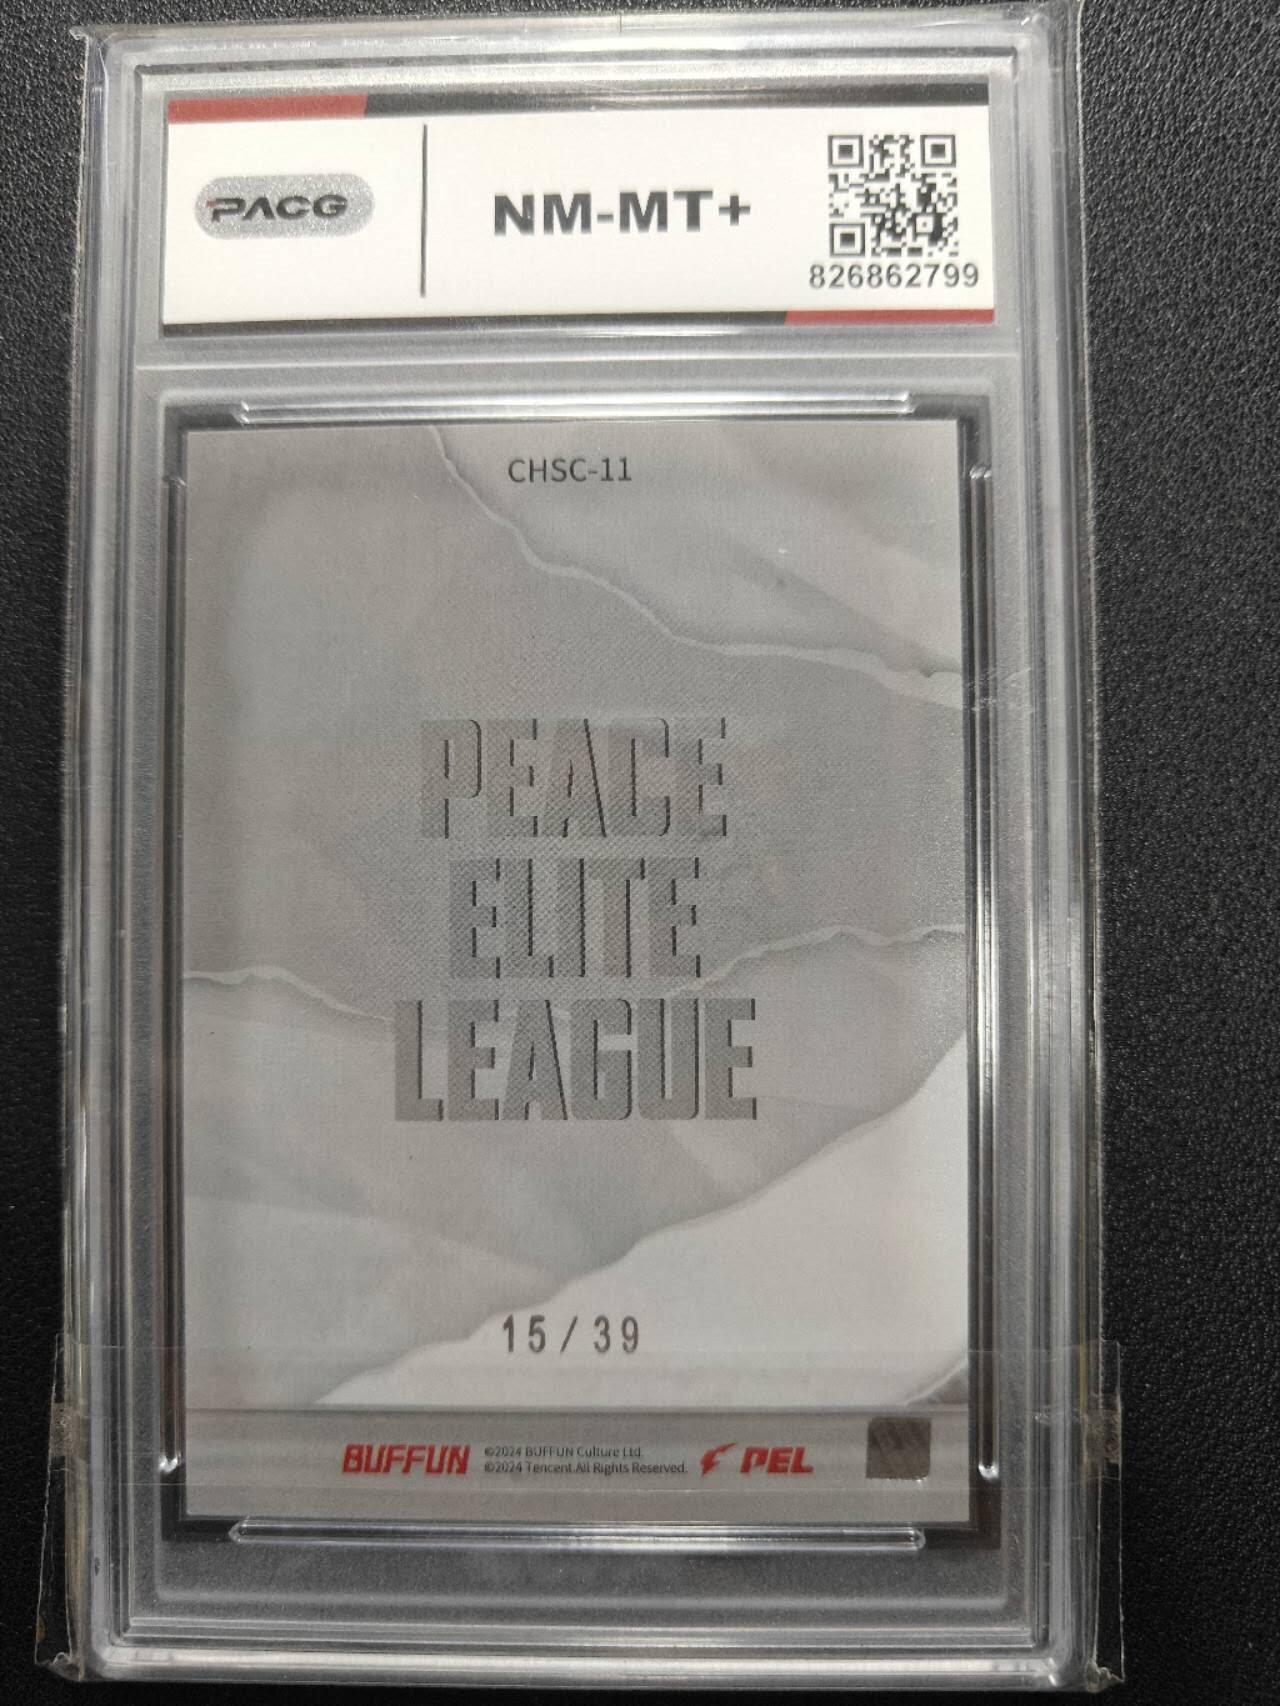 PACG
NM-MT+
826862799
CHSC-11
PEACE
ELITE
LEAGUE
15/39
BUFFUN
©2024 BUFFUN Culture Ltd.
©2024 Tencent.All Rights Reserved.
PEL